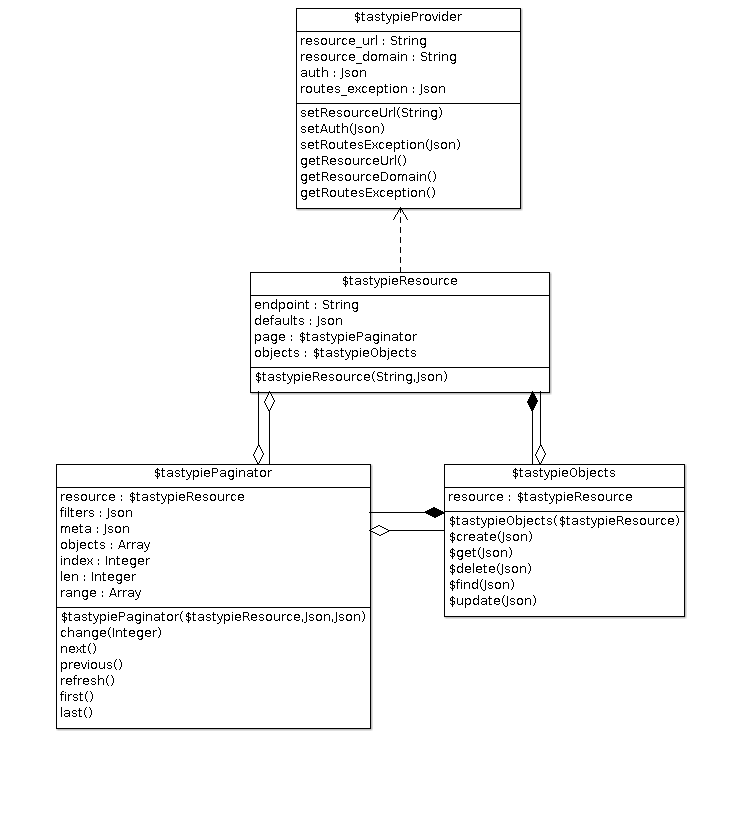 $tastypieProvider
resource_url : String
resource_domain : String
auth : Json
routes_exception : Json
setResourceUrl(String)
setAuth(Json)
setRoutesException(Json)
getResourceUrl()
getResourceDomain()
getRoutesException()
$tastypieResource
endpoint : String
defaults : Json
page : $tastypiePaginator
objects : $tastypieObjects
$tastypieResource(String,Json)
$tastypiePaginator
resource : $tastypieResource
filters : Json
meta : Json
objects : Array
index : Integer
len : Integer
range : Array
$tastypiePaginator($tastypieResource,Json,Json)
change(Integer)
next()
previous()
refresh()
first()
last()
$tastypieObjects
resource : $tastypieResource
$tastypieObjects($tastypieResource)
$create(Json)
$get(Json)
$delete(Json)
$find(Json)
$update(Json)